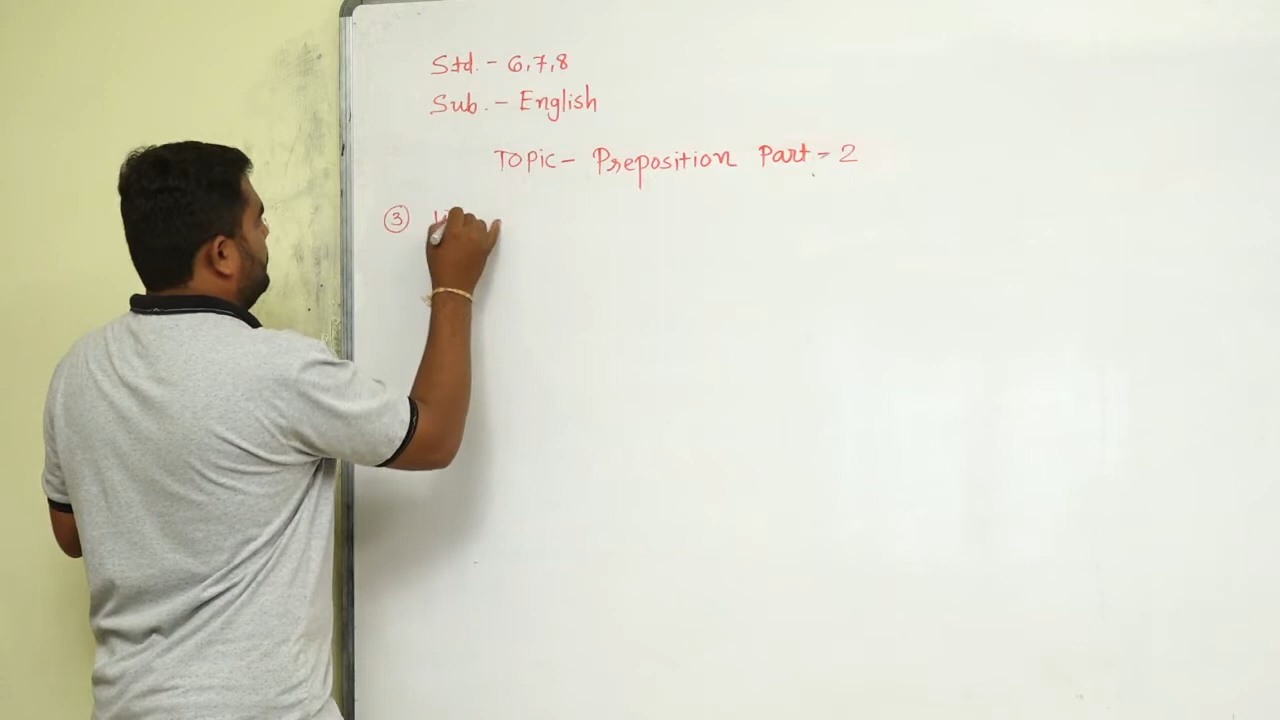 Std. - 6,7,8
Sub. - English
Topic - Preposition Part - 2
③